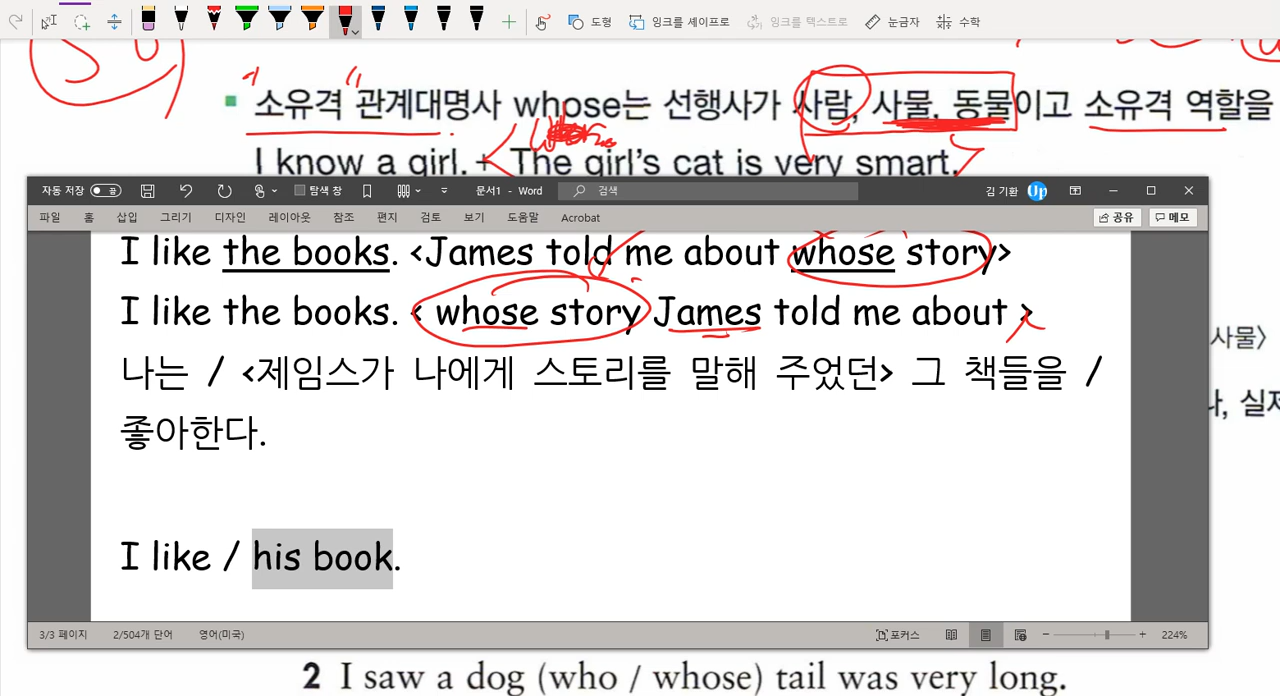 도형 잉크를 셰이프로 잉크를 텍스트로 눈금자 수학
소유격 관계대명사 whose는 선행사가 사람, 사물, 동물이고 소유격 역할을
I know a girl. + The girl's cat is very smart.
자동 저장 끔 탐색 창 문서1 - Word 검색 김 기환 Up
파일 홈 삽입 그리기 디자인 레이아웃 참조 편지 검토 보기 도움말 Acrobat 공유 메모
I like the books. <James told me about whose story>
I like the books. < whose story James told me about >
나는 / <제임스가 나에게 스토리를 말해 주었던> 그 책들을 /
좋아한다.
사물>
나, 실제
I like / his book.
3/3 페이지 2/504개 단어 영어(미국) 포커스 224%
2 I saw a dog (who / whose) tail was very long.